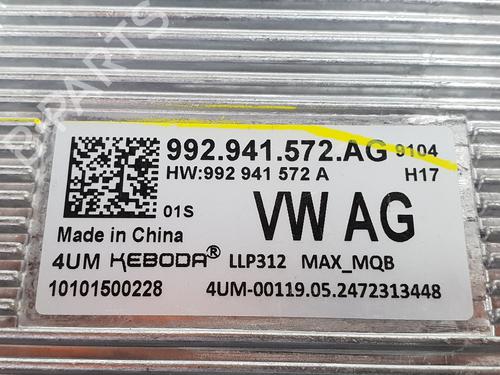 992.941.572.AG 9104
HW:992 941 572 A H17
01S
VW AG
Made in China
4UM KEBODA® LLP312 MAX_MQB
10101500228 4UM-00119.05.2472313448